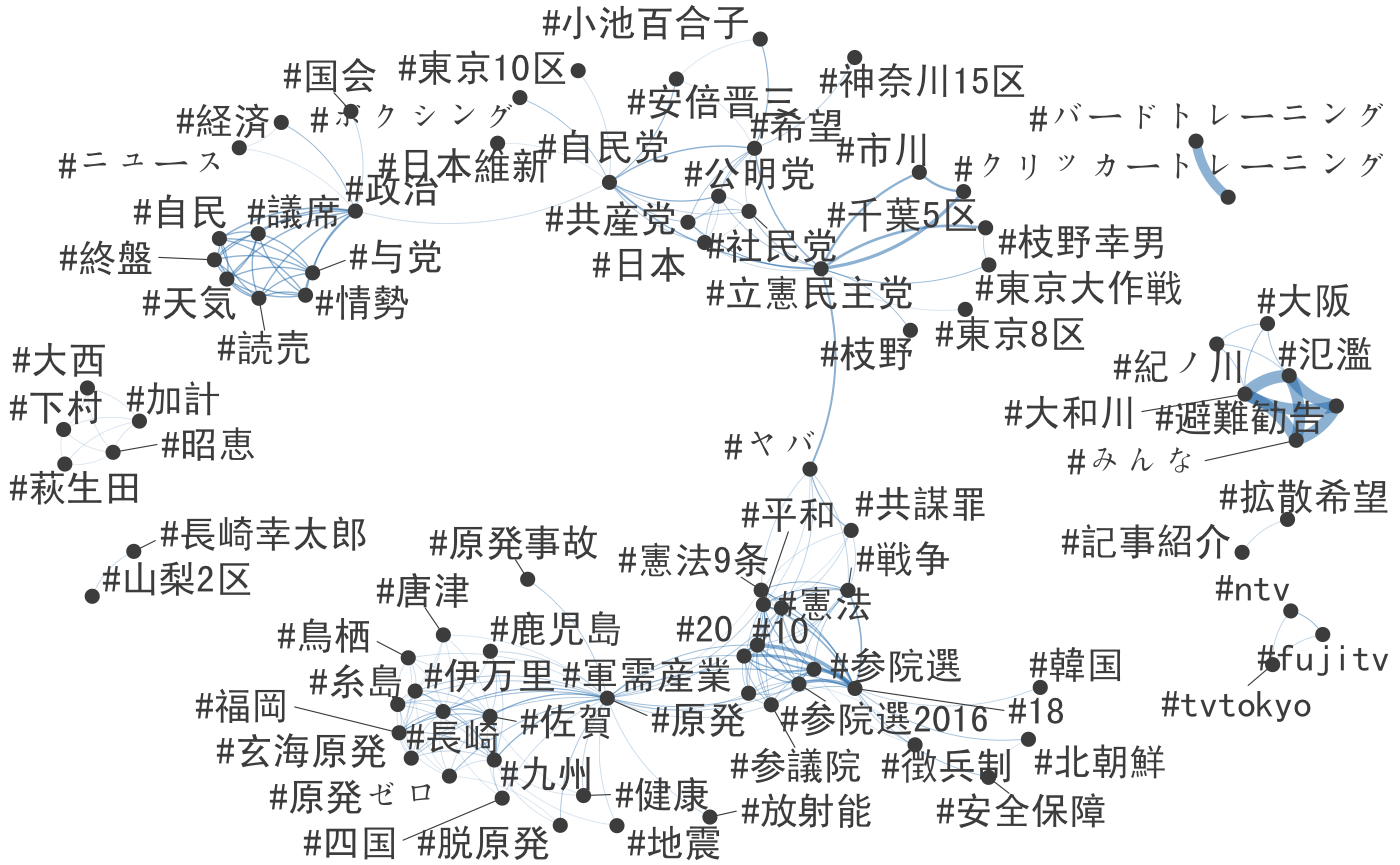 #小池百合子
#国会
#東京10区
#神奈川15区
#安倍晋三
#経済
#ボクシング
#希望
#バードトレーニング
#ニュース
#日本維新
#自民党
#市川
#クリッカートレーニング
#政治
#公明党
#自民
#議席
#共産党
#千葉5区
#終盤
#与党
#日本
#社民党
#枝野幸男
#天気
#情勢
#立憲民主党
#東京大作戦
#読売
#枝野
#東京8区
#大阪
#大西
#紀ノ川
#氾濫
#下村
#加計
#大和川
#避難勧告
#昭恵
#ヤバ
#みんな
#萩生田
#平和
#共謀罪
#拡散希望
#長崎幸太郎
#原発事故
#憲法9条
#戦争
#記事紹介
#山梨2区
#唐津
#憲法
#ntv
#鳥栖
#鹿児島
#20
#10
#fujitv
#糸島
#伊万里
#軍需産業
#参院選
#韓国
#福岡
#佐賀
#原発
#参院選2016
#18
#tvtokyo
#玄海原発
#長崎
#九州
#参議院
#徴兵制
#北朝鮮
#原発ゼロ
#健康
#放射能
#安全保障
#四国
#脱原発
#地震